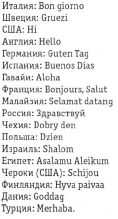 Италия: Bon giorno
Швеция: Gruezi
США: Hi
Англия: Hello
Германия: Guten Tag
Испания: Buenos Dias
Гавайи: Aloha
Франция: Bonjours, Salut
Малайзия: Selamat datang
Россия: Здравствуй
Чехия: Dobry den
Польша: Dzien
Израиль: Shalom
Египет: Asalamu Aleikum
Чероки (США): Schijou
Финляндия: Hyva paivaa
Дания: Goddag
Турция: Merhaba.